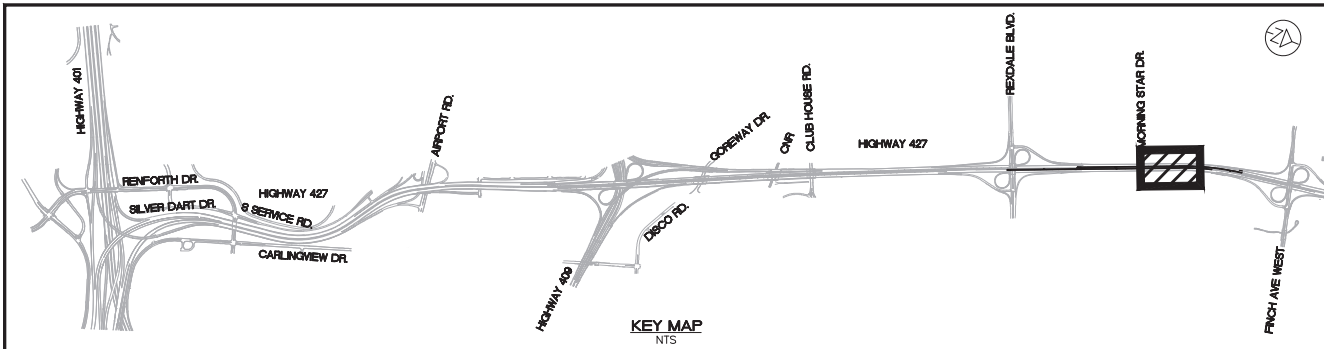 HIGHWAY 401
RENFORTH DR.
SILVER DART DR.
HIGHWAY 427
S SERVICE RD.
CARLINGVIEW DR.
AIRPORT RD.
HIGHWAY 409
DISCO RD.
GOREWAY DR.
CNR
CLUB HOUSE RD.
HIGHWAY 427
REXDALE BLVD.
MORNING STAR DR.
FINCH AVE WEST
N
KEY MAP
NTS